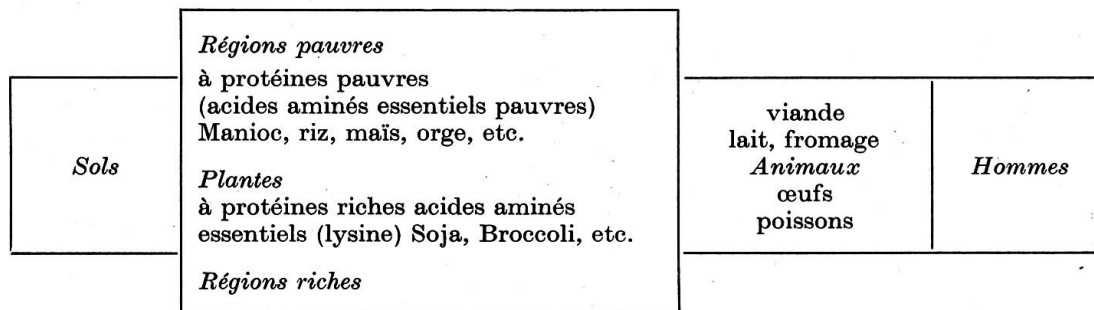 Régions pauvres
à protéines pauvres
(acides aminés essentiels pauvres)
Manioc, riz, maïs, orge, etc.
Sols
Plantes
à protéines riches acides aminés
essentiels (lysine) Soja, Broccoli, etc.
Régions riches
viande
lait, fromage
Animaux
œufs
poissons
Hommes